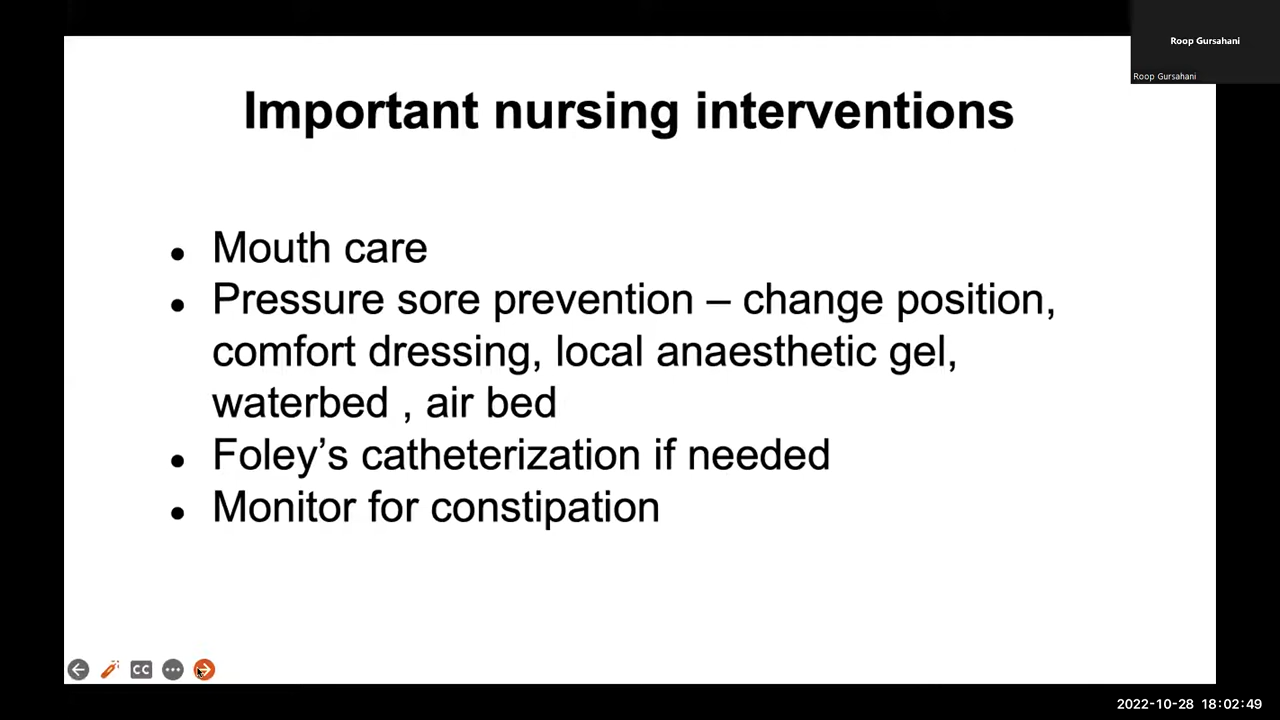 Roop Gursahani
Roop Gursahani
Important nursing interventions
● Mouth care
● Pressure sore prevention – change position,
comfort dressing, local anaesthetic gel,
waterbed , air bed
● Foley’s catheterization if needed
● Monitor for constipation
CC
2022-10-28 18:02:49